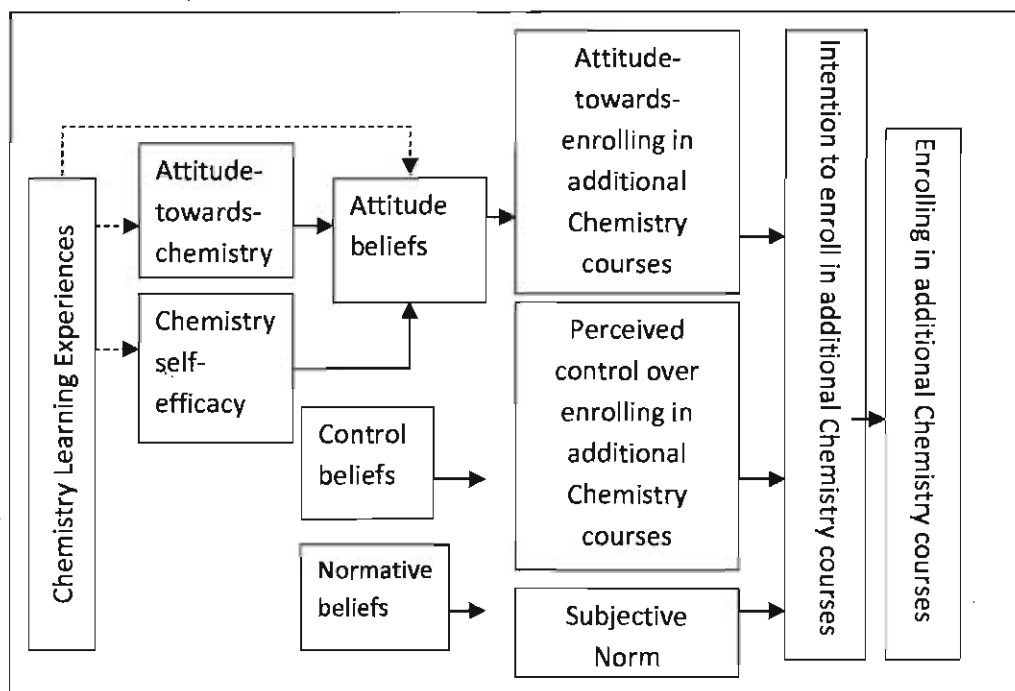 Chemistry Learning Experiences
Attitude-
towards-
chemistry
Chemistry
self-
efficacy
Attitude
beliefs
Control
beliefs
Normative
beliefs
Attitude-
towards-
enrolling in
additional
Chemistry
courses
Perceived
control over
enrolling in
additional
Chemistry
courses
Subjective
Norm
Intention to enroll in additional Chemistry courses
Enrolling in additional Chemistry courses